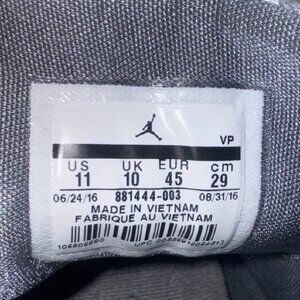 VP
US UK EUR cm
11 10 45 29
06/24/16 881444-003 08/31/16
MADE IN VIETNAM
FABRIQUE AU VIETNAM
UPC